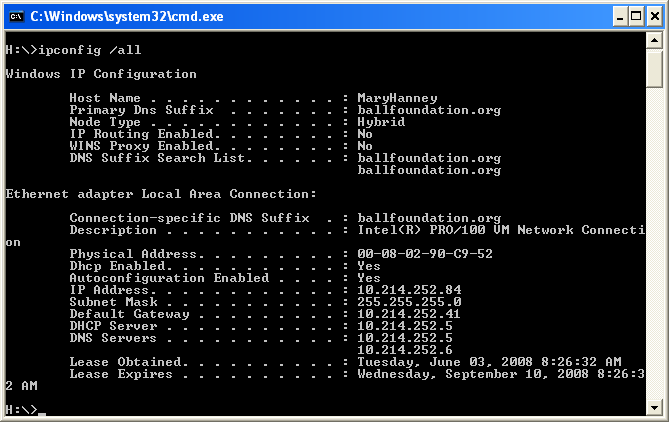 C:\Windows\system32\cmd.exe
H:\>ipconfig /all
Windows IP Configuration
Host Name . . . . . . . . . . . . : MaryHanney
Primary Dns Suffix . . . . . . . : ballfoundation.org
Node Type . . . . . . . . . . . . : Hybrid
IP Routing Enabled. . . . . . . . : No
WINS Proxy Enabled. . . . . . . . : No
DNS Suffix Search List. . . . . . : ballfoundation.org
ballfoundation.org
Ethernet adapter Local Area Connection:
Connection-specific DNS Suffix . : ballfoundation.org
Description . . . . . . . . . . . : Intel(R) PRO/100 VM Network Connecti
on
Physical Address. . . . . . . . . : 00-08-02-90-C9-52
Dhcp Enabled. . . . . . . . . . . : Yes
Autoconfiguration Enabled . . . . : Yes
IP Address. . . . . . . . . . . . : 10.214.252.84
Subnet Mask . . . . . . . . . . . : 255.255.255.0
Default Gateway . . . . . . . . . : 10.214.252.41
DHCP Server . . . . . . . . . . . : 10.214.252.5
DNS Servers . . . . . . . . . . . : 10.214.252.5
10.214.252.6
Lease Obtained. . . . . . . . . . : Tuesday, June 03, 2008 8:26:32 AM
Lease Expires . . . . . . . . . . : Wednesday, September 10, 2008 8:26:3
2 AM
H:\>_